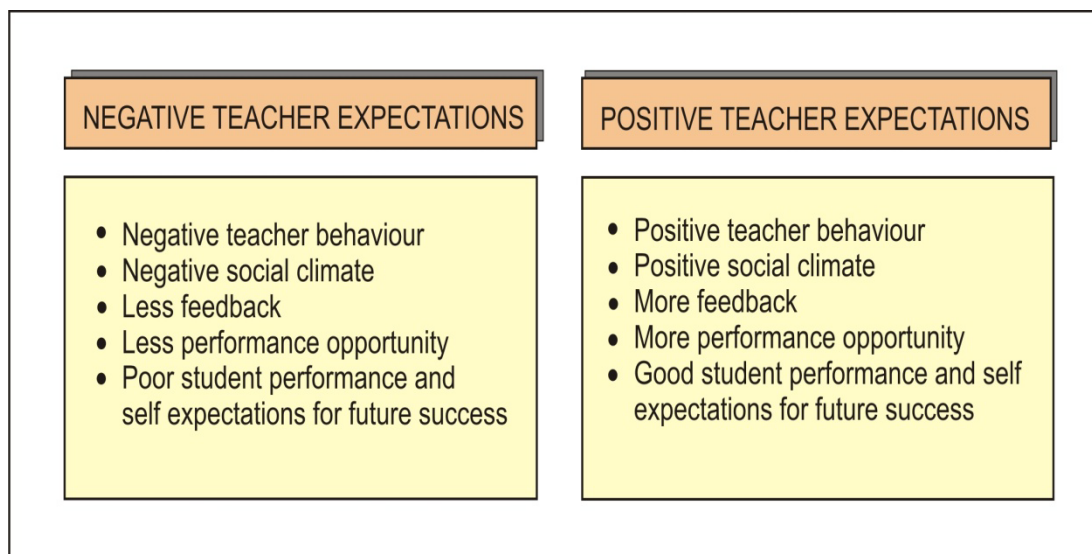 NEGATIVE TEACHER EXPECTATIONS
• Negative teacher behaviour
• Negative social climate
• Less feedback
• Less performance opportunity
• Poor student performance and
self expectations for future success
POSITIVE TEACHER EXPECTATIONS
• Positive teacher behaviour
• Positive social climate
• More feedback
• More performance opportunity
• Good student performance and self
expectations for future success